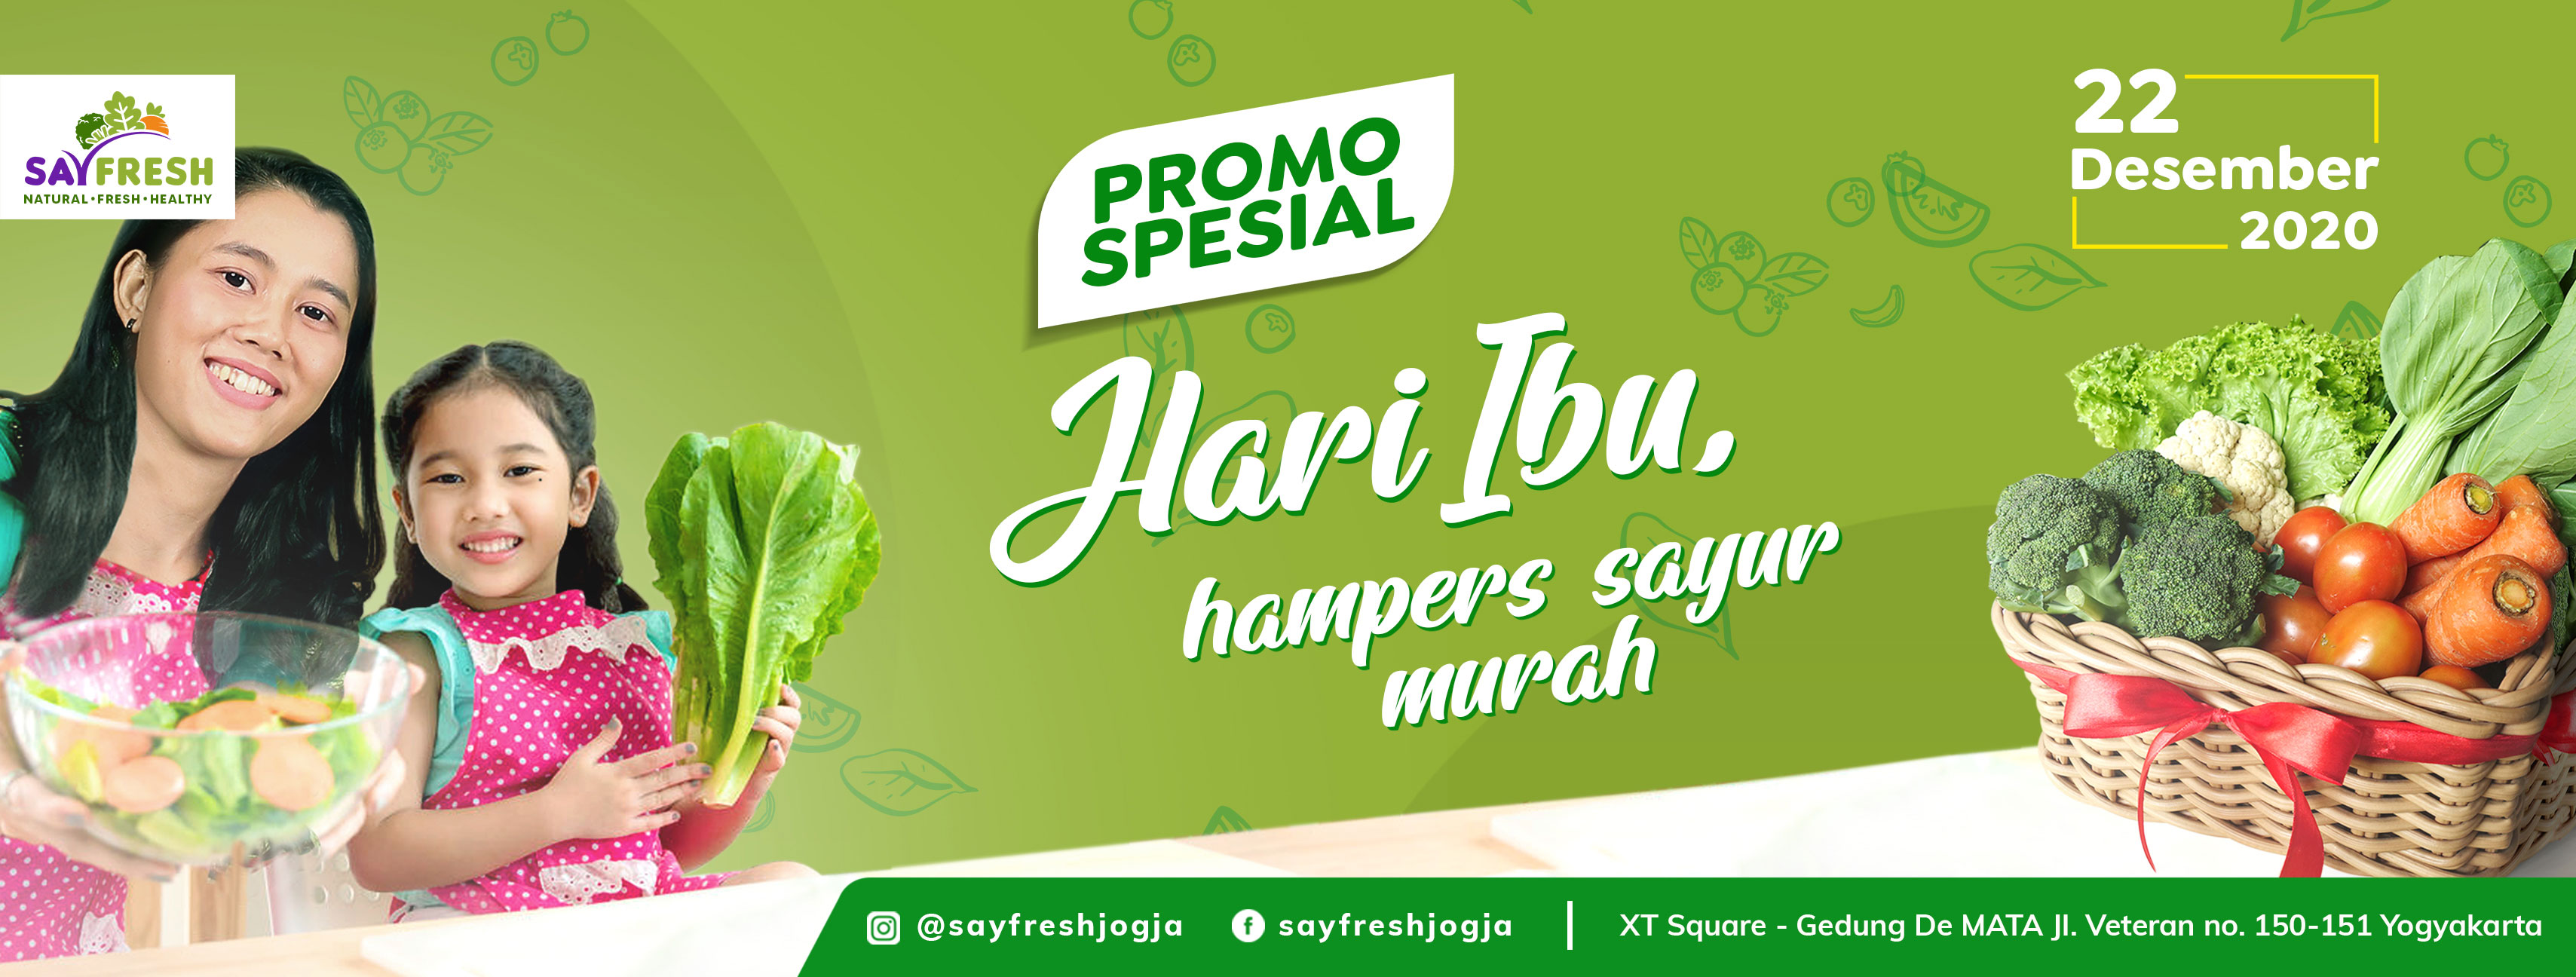 SAYFRESH
NATURAL • FRESH • HEALTHY
PROMO
SPESIAL
Hari Ibu,
hampers sayur
murah
22
Desember
2020
@sayfreshjogja
sayfreshjogja
XT Square - Gedung De MATA Jl. Veteran no. 150-151 Yogyakarta